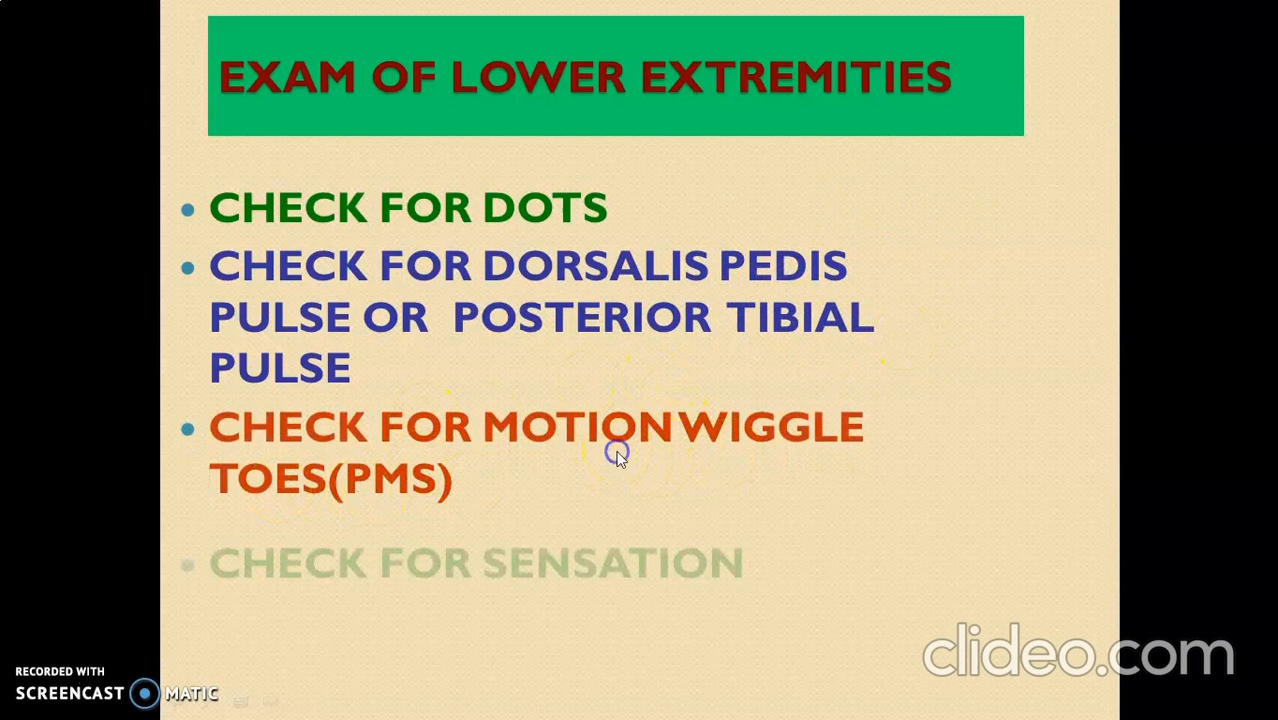 EXAM OF LOWER EXTREMITIES
CHECK FOR DOTS
CHECK FOR DORSALIS PEDIS
PULSE OR POSTERIOR TIBIAL
PULSE
CHECK FOR MOTION WIGGLE
TOES(PMS)
CHECK FOR SENSATION
clideo.com
RECORDED WITH
SCREENCAST MATIC